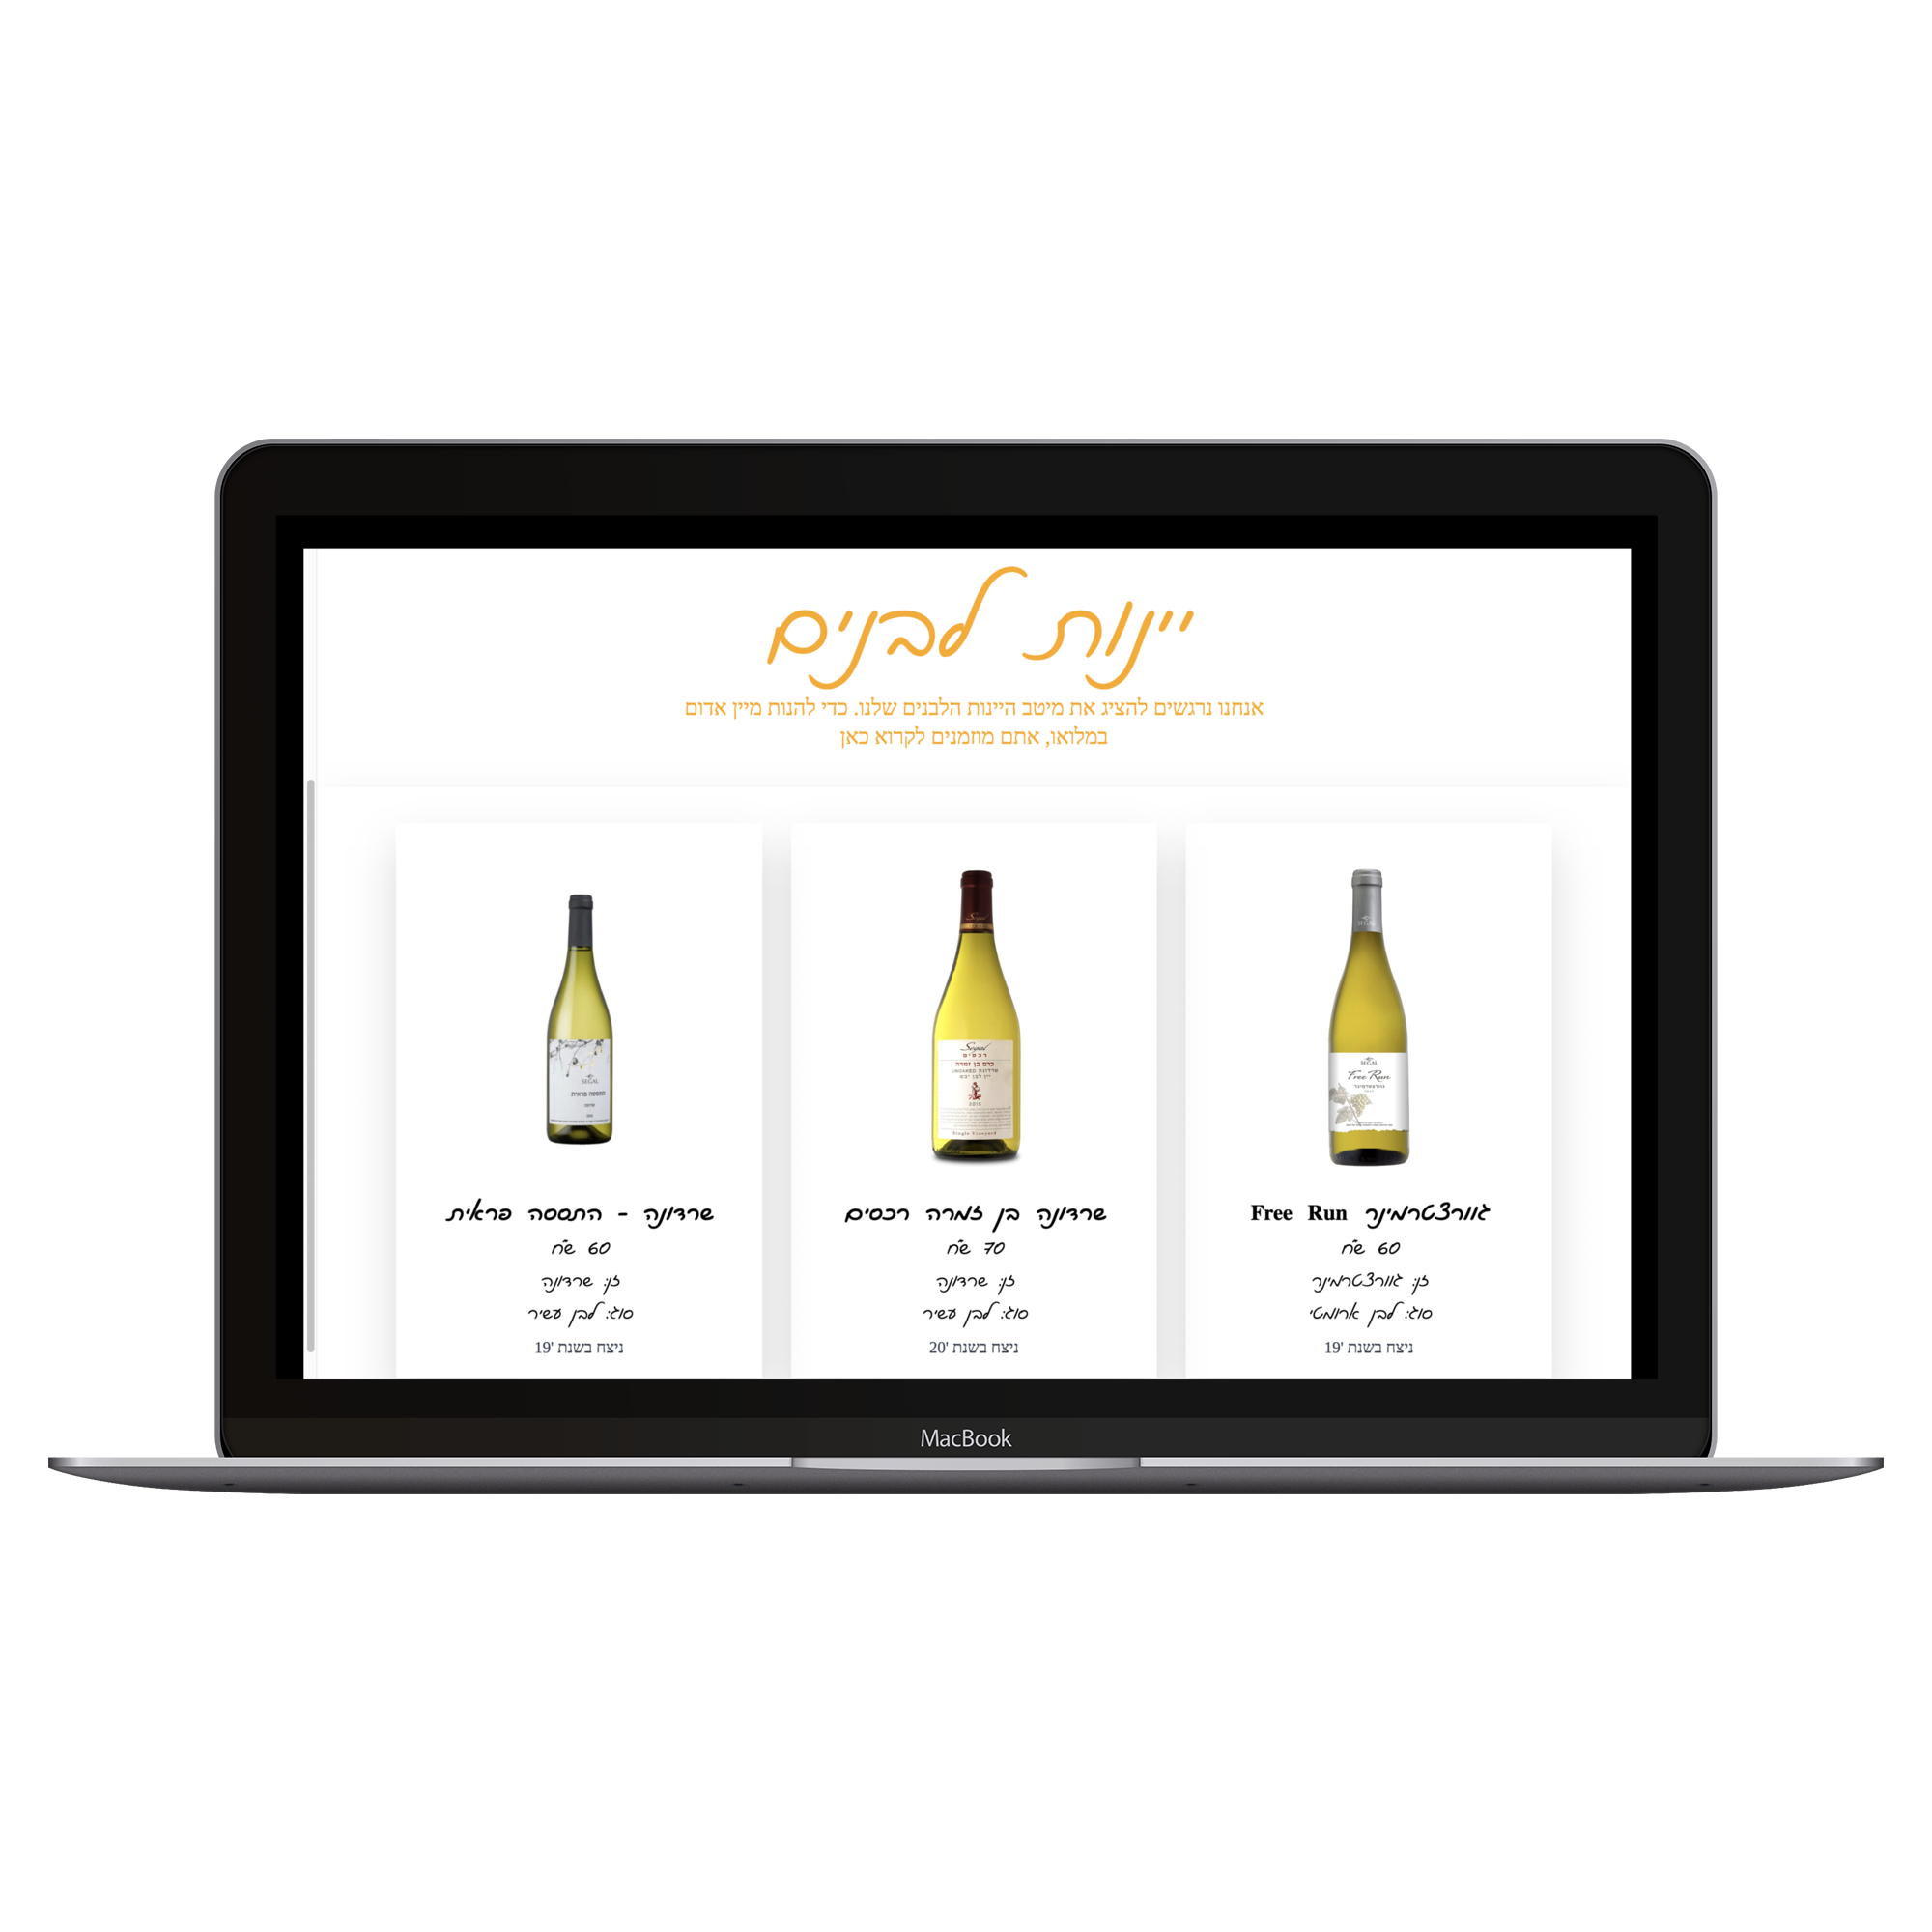 יינות לבנים
אנחנו נרגשים להציג את מיטב היינות הלבנים שלנו. כדי להנות מיין אדום
במלואו, אתם מוזמנים לקרוא כאן
SEGAL
Free Run
גוורצטרמינר
גוורצטרמינר Free Run
60 ש"ח
זן: גוורצטרמינר
סוג: לבן ארומטי
ניצח בשנת '19
Segal
Segal
רכסים
כרם בן זמרה
UNOAKED שרדונה
יין לבן יבש
Single Vineyard
שרדונה בן זמרה רכסים
70 ש"ח
זן: שרדונה
סוג: לבן עשיר
ניצח בשנת '20
SEGAL
התססה פראית
שרדונה - התססה פראית
60 ש"ח
זן: שרדונה
סוג: לבן עשיר
ניצח בשנת '19
MacBook